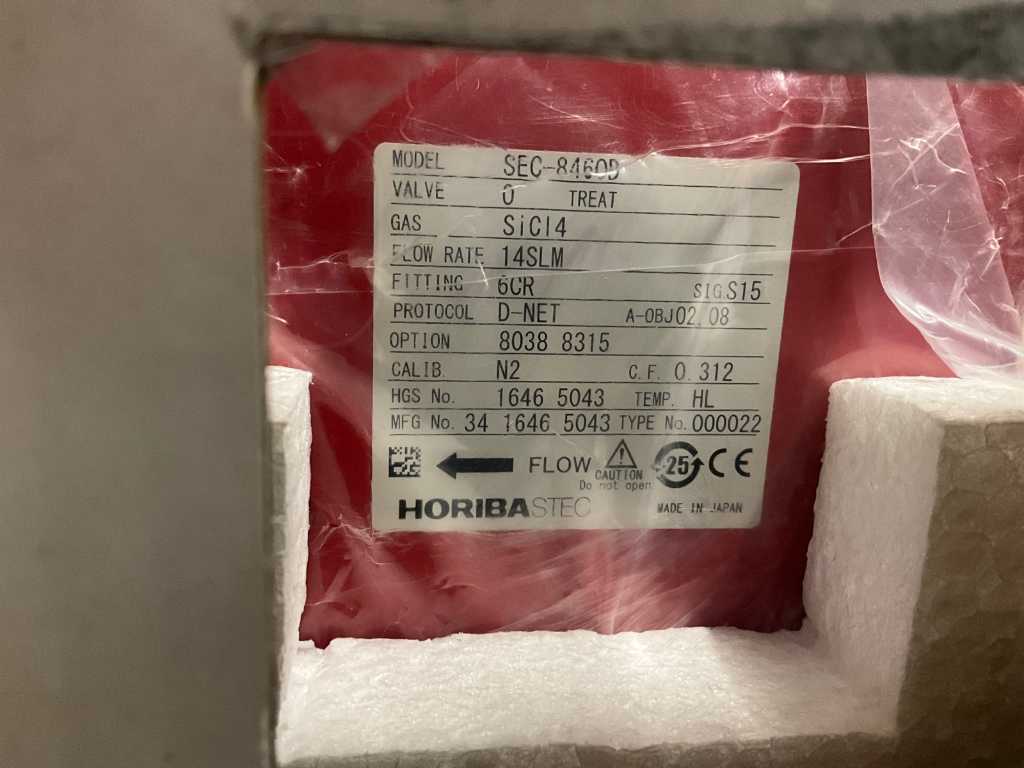 MODEL SEC-8460D
VALVE O TREAT
GAS SiCl4
FLOW RATE 14SLM
FITTING 6CR SIG.S15
PROTOCOL D-NET A-OBJ02.08
OPTION 8038 8315
CALIB. N2 C.F. 0.312
HGS No. 1646 5043 TEMP. HL
MFG No. 34 1646 5043 TYPE No. 000022
FLOW CAUTION 25 CE
Do not open
HORIBASTEC MADE IN JAPAN